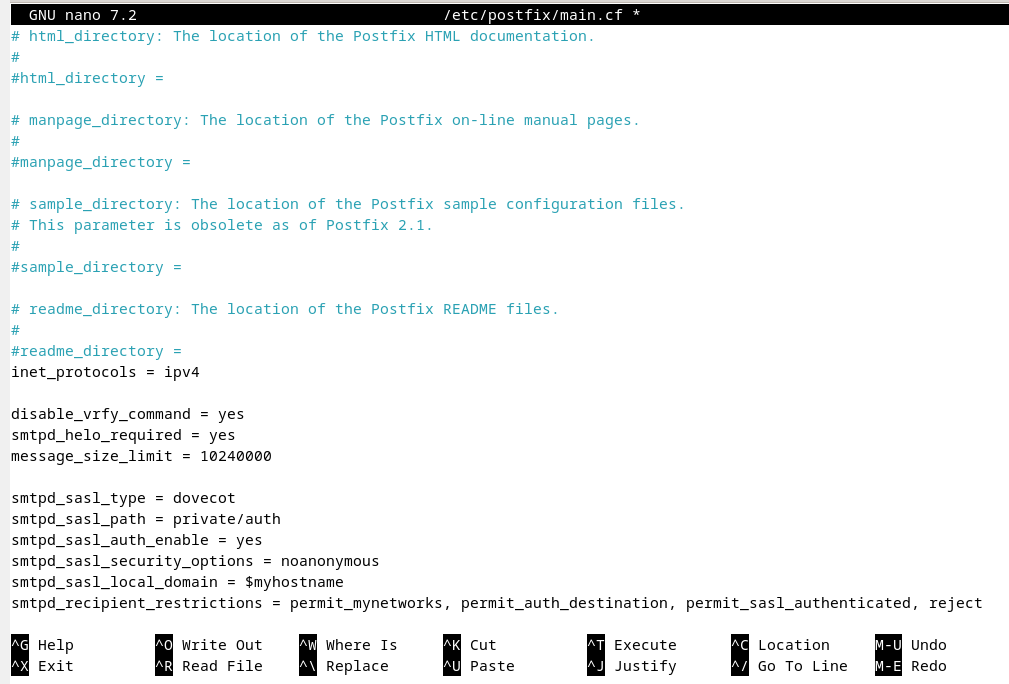 GNU nano 7.2 /etc/postfix/main.cf *
# html_directory: The location of the Postfix HTML documentation.
#
#html_directory =
# manpage_directory: The location of the Postfix on-line manual pages.
#
#manpage_directory =
# sample_directory: The location of the Postfix sample configuration files.
# This parameter is obsolete as of Postfix 2.1.
#
#sample_directory =
# readme_directory: The location of the Postfix README files.
#
#readme_directory =
inet_protocols = ipv4
disable_vrfy_command = yes
smtpd_helo_required = yes
message_size_limit = 10240000
smtpd_sasl_type = dovecot
smtpd_sasl_path = private/auth
smtpd_sasl_auth_enable = yes
smtpd_sasl_security_options = noanonymous
smtpd_sasl_local_domain = $myhostname
smtpd_recipient_restrictions = permit_mynetworks, permit_auth_destination, permit_sasl_authenticated, reject
^G Help ^O Write Out ^W Where Is ^K Cut ^T Execute ^C Location M-U Undo
^X Exit ^R Read File ^\ Replace ^U Paste ^J Justify ^/ Go To Line M-E Redo